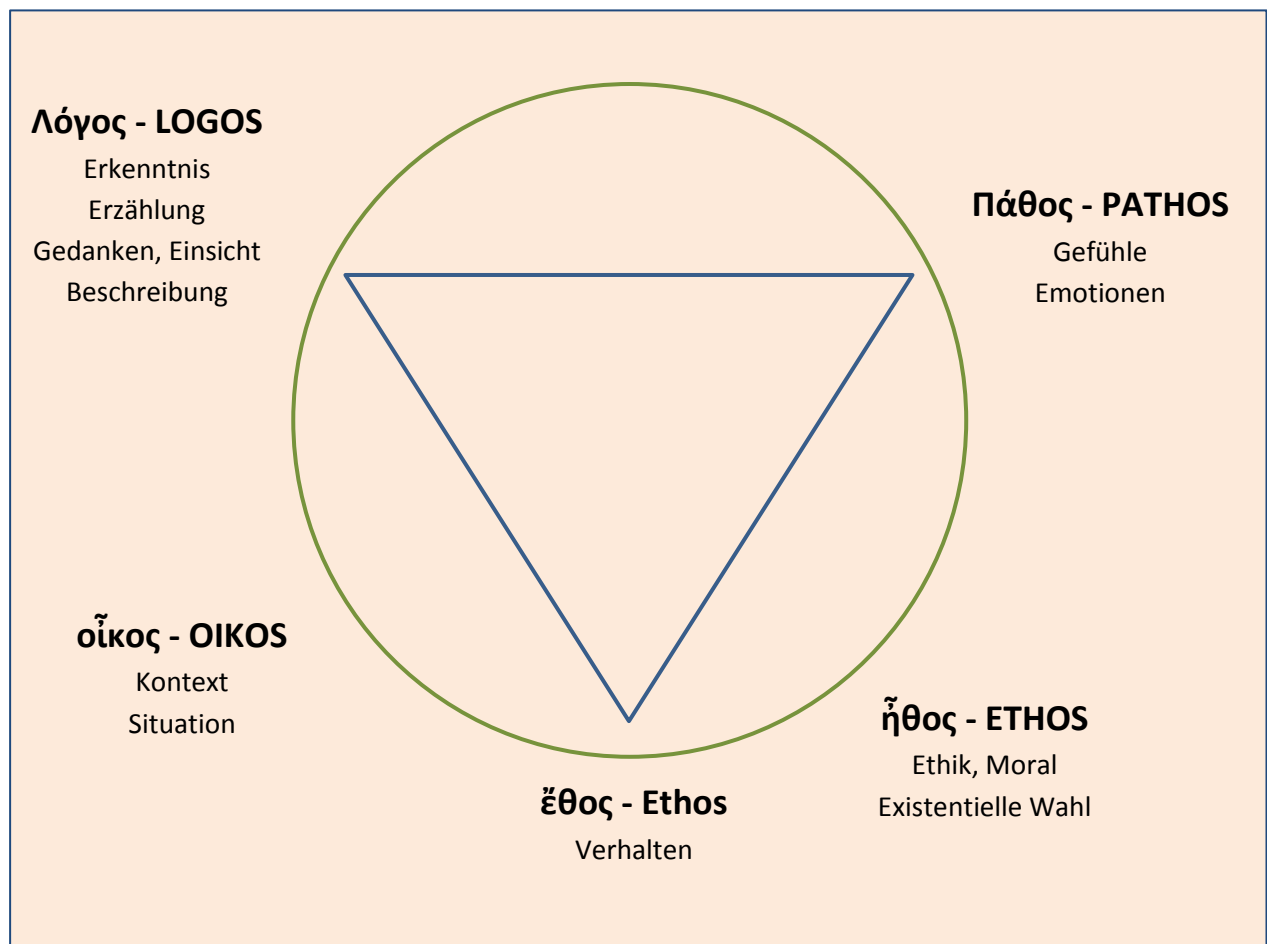 Λόγος - LOGOS
Erkenntnis
Erzählung
Gedanken, Einsicht
Beschreibung
Πάθος - PATHOS
Gefühle
Emotionen
οἶκος - OIKOS
Kontext
Situation
ἦθος - ETHOS
Ethik, Moral
Existentielle Wahl
ἔθος - Ethos
Verhalten